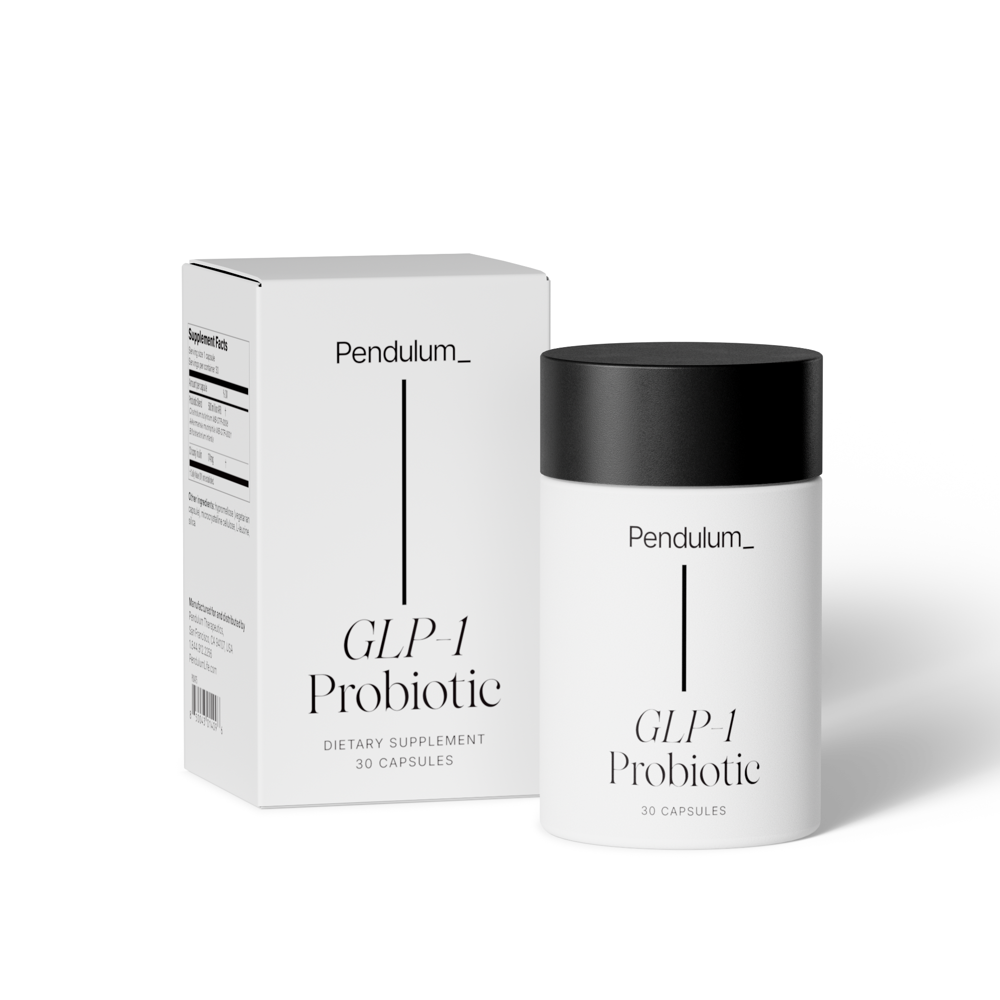 Supplement Facts
Serving size 1 capsule
Servings per container 30
Amount per capsule % DV
Probiotic Blend 500 million AFU †
Clostridium butyricum WB-STR-0006
Akkermansia muciniphila WB-STR-0001
Bifidobacterium infantis
Chicory inulin 174mg †
† Daily Value (DV) not established.
Other ingredients: hypromellose (vegetarian
capsule), microcrystalline cellulose, L-leucine,
silica
Manufactured for and distributed by
Pendulum Therapeutics,
San Francisco, CA 94107, USA
1.844.912.2256
PendulumLife.com
8 50043 01409 6
Pendulum_
GLP-1
Probiotic
DIETARY SUPPLEMENT
30 CAPSULES
Pendulum_
GLP-1
Probiotic
30 CAPSULES